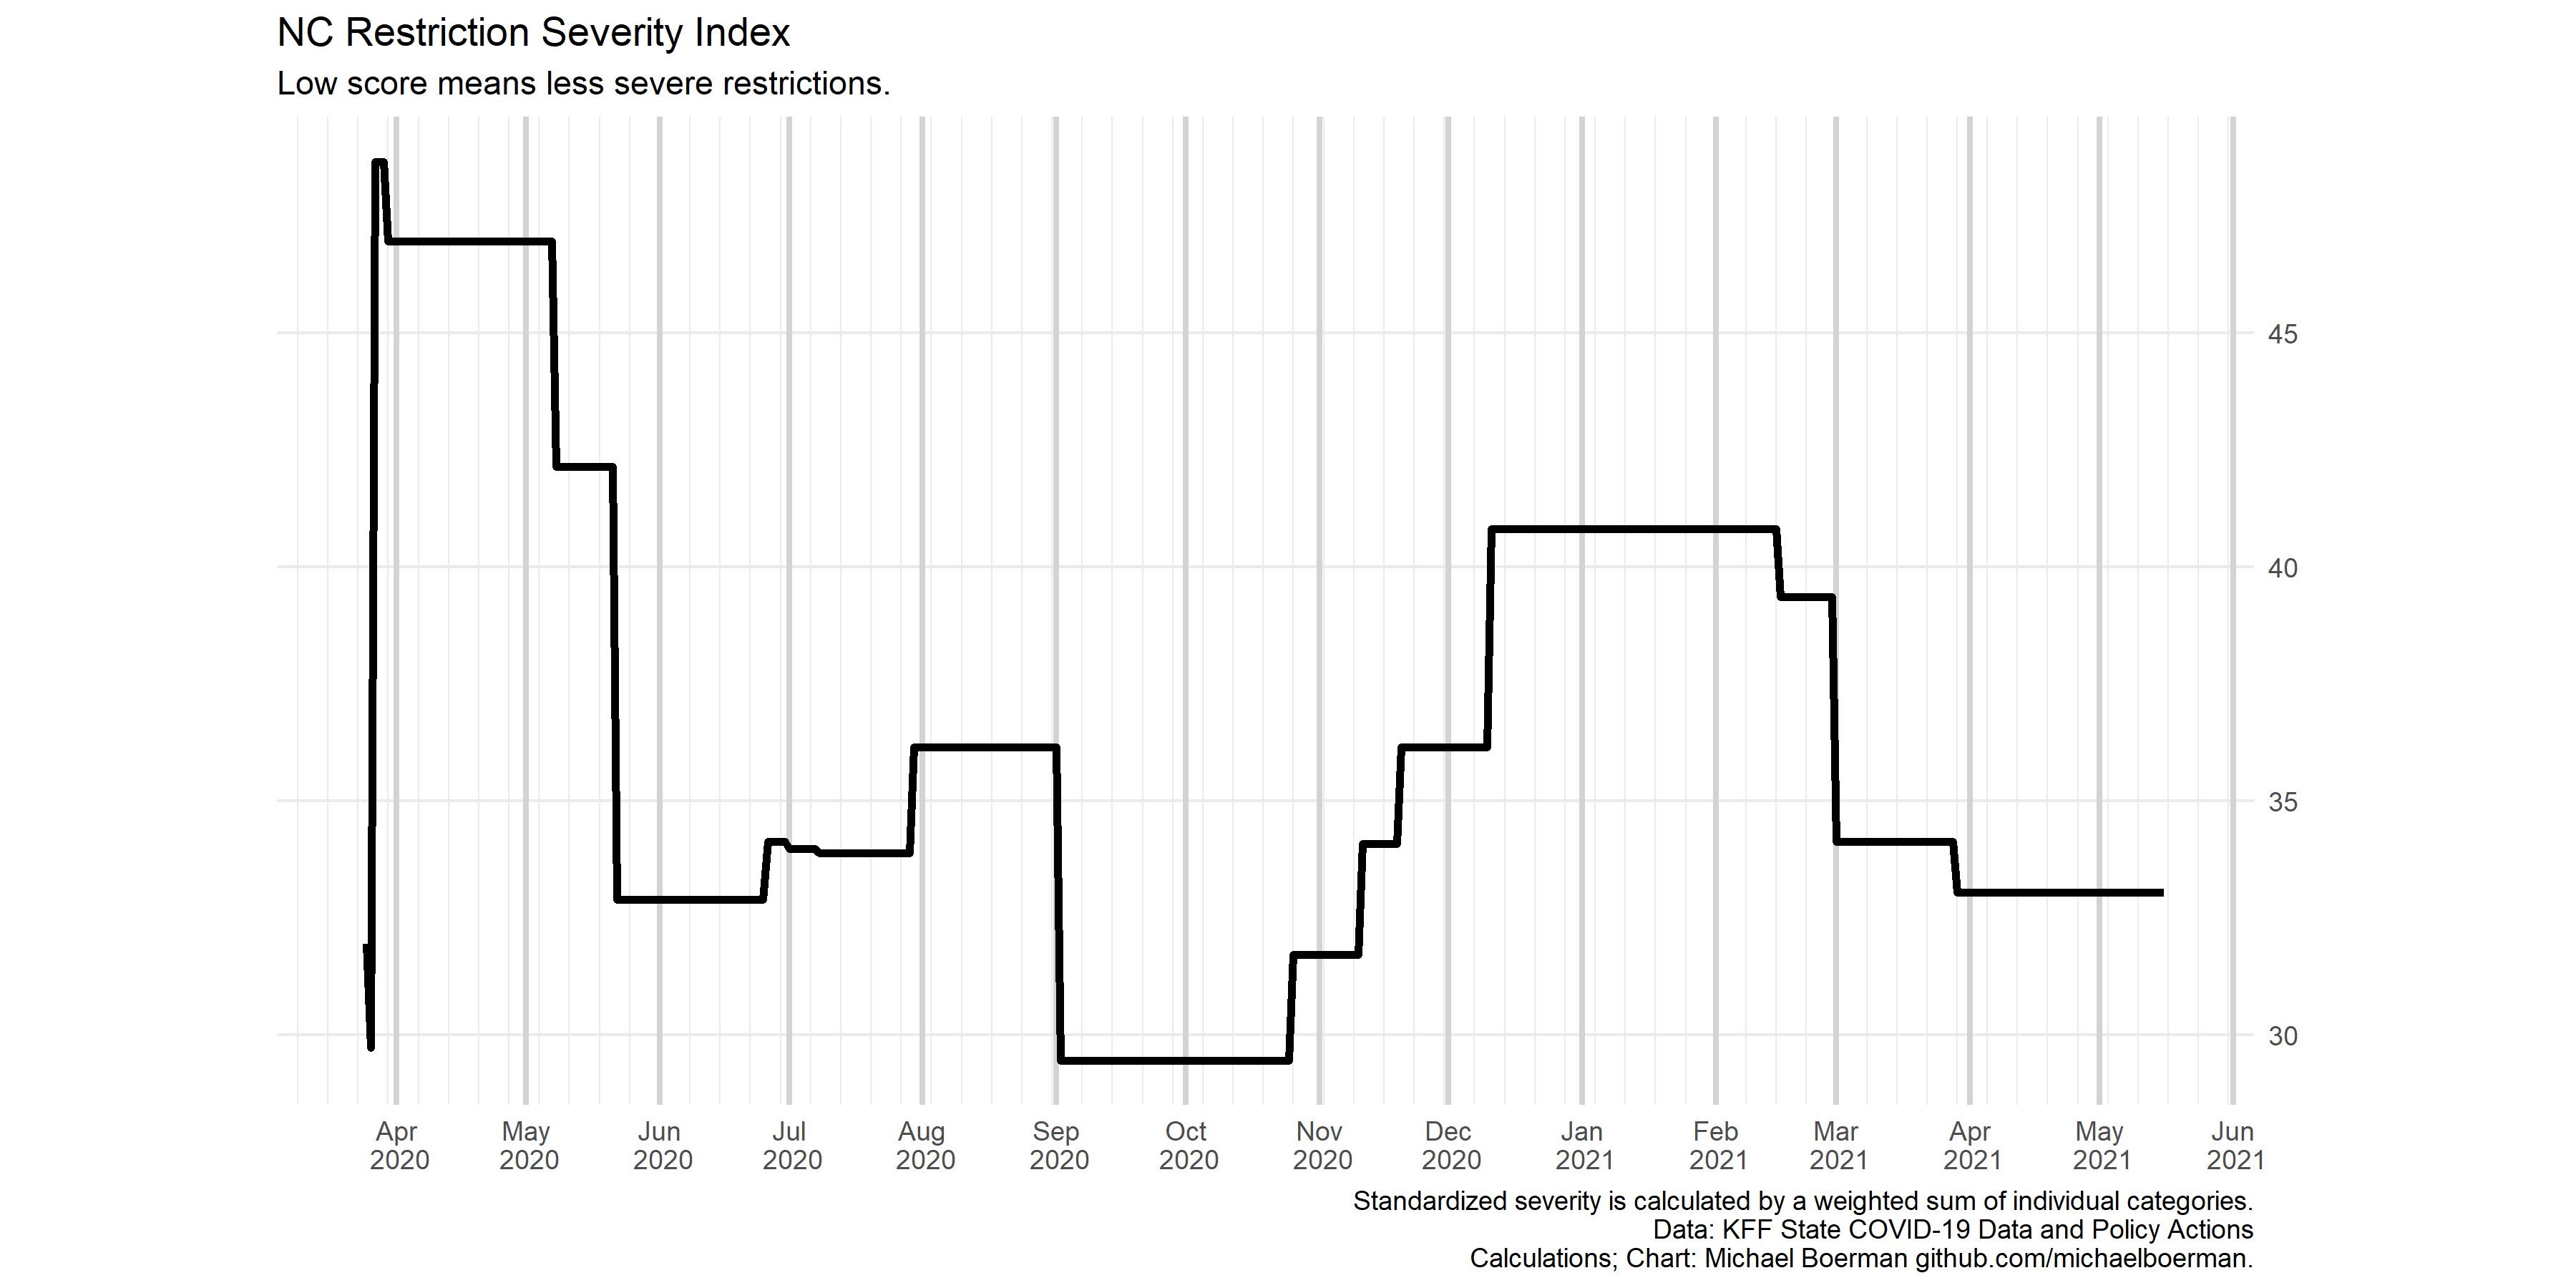 NC Restriction Severity Index
Low score means less severe restrictions.
45
40
35
30
Apr
2020
May
2020
Jun
2020
Jul
2020
Aug
2020
Sep
2020
Oct
2020
Nov
2020
Dec
2020
Jan
2021
Feb
2021
Mar
2021
Apr
2021
May
2021
Jun
2021
Standardized severity is calculated by a weighted sum of individual categories.
Data: KFF State COVID-19 Data and Policy Actions
Calculations; Chart: Michael Boerman github.com/michaelboerman.